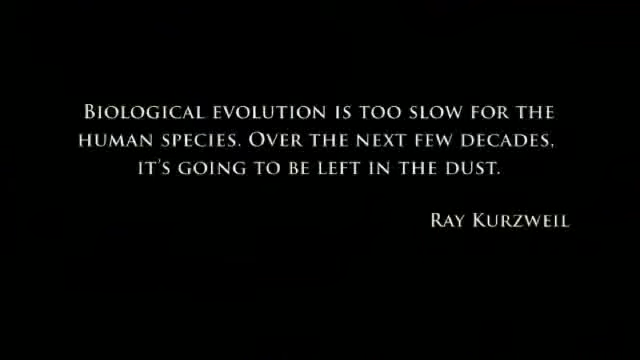 Biological evolution is too slow for the
human species. Over the next few decades,
it's going to be left in the dust.
Ray Kurzweil